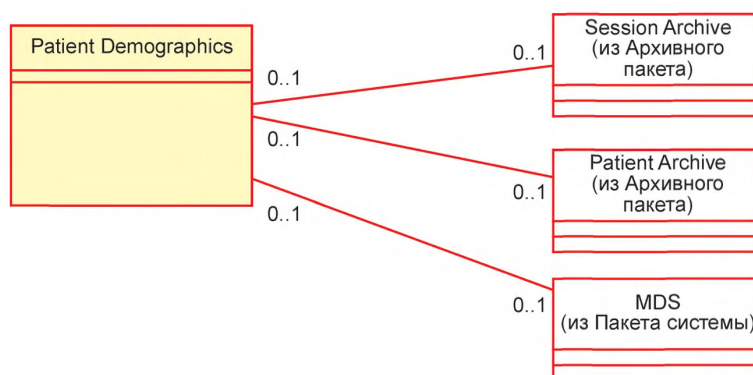 Patient Demographics
0..1
0..1
0..1
0..1
0..1
0..1
Session Archive
(из Архивного
пакета)
Patient Archive
(из Архивного
пакета)
MDS
(из Пакета системы)